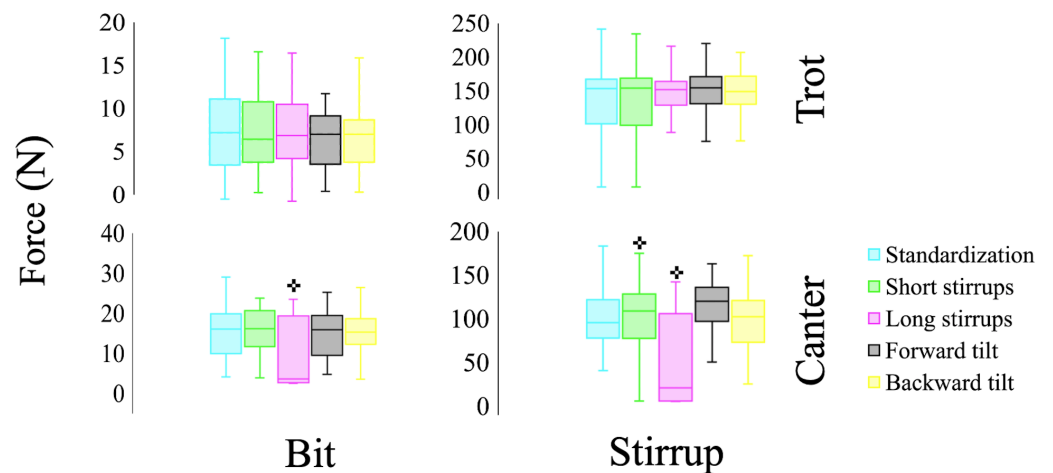 Force (N)
20
15
10
5
0
250
200
150
100
50
0
Trot
40
30
20
10
0
200
150
100
50
0
Canter
Standardization
Short stirrups
Long stirrups
Forward tilt
Backward tilt
Bit
Stirrup